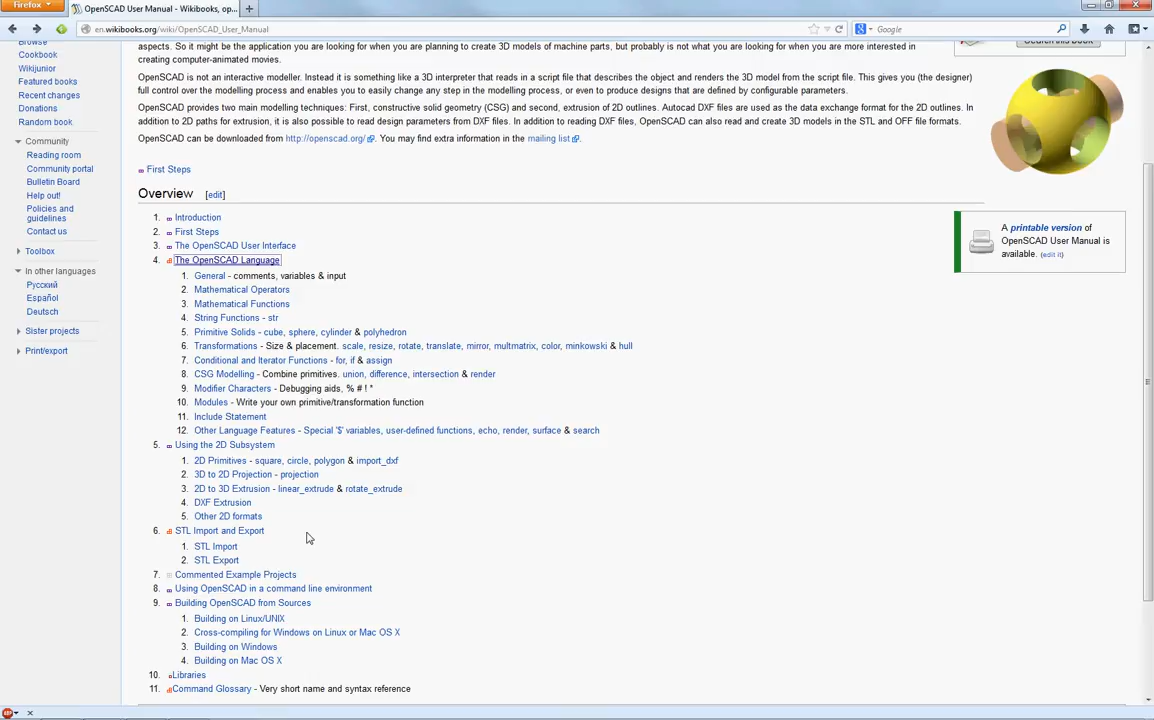 Firefox
OpenSCAD User Manual - Wikibooks, op...
en.wikibooks.org/wiki/OpenSCAD_User_Manual
Google
Browse
Cookbook
Wikijunior
Featured books
Recent changes
Donations
Random book
Community
Reading room
Community portal
Bulletin Board
Help out!
Policies and
guidelines
Contact us
Toolbox
In other languages
Русский
Español
Deutsch
Sister projects
Print/export
aspects. So it might be the application you are looking for when you are planning to create 3D models of machine parts, but probably is not what you are looking for when you are more interested in
creating computer-animated movies.
OpenSCAD is not an interactive modeller. Instead it is something like a 3D interpreter that reads in a script file that describes the object and renders the 3D model from the script file. This gives you (the designer)
full control over the modelling process and enables you to easily change any step in the modelling process, or even to produce designs that are defined by configurable parameters.
OpenSCAD provides two main modelling techniques: First, constructive solid geometry (CSG) and second, extrusion of 2D outlines. Autocad DXF files are used as the data exchange format for the 2D outlines. In
addition to 2D paths for extrusion, it is also possible to read design parameters from DXF files. In addition to reading DXF files, OpenSCAD can also read and create 3D models in the STL and OFF file formats.
OpenSCAD can be downloaded from http://openscad.org/. You may find extra information in the mailing list.
First Steps
Overview [edit]
1. Introduction
2. First Steps
3. The OpenSCAD User Interface
4. The OpenSCAD Language
1. General - comments, variables & input
2. Mathematical Operators
3. Mathematical Functions
4. String Functions - str
5. Primitive Solids - cube, sphere, cylinder & polyhedron
6. Transformations - Size & placement. scale, resize, rotate, translate, mirror, multmatrix, color, minkowski & hull
7. Conditional and Iterator Functions - for, if & assign
8. CSG Modelling - Combine primitives. union, difference, intersection & render
9. Modifier Characters - Debugging aids, % # ! *
10. Modules - Write your own primitive/transformation function
11. Include Statement
12. Other Language Features - Special '$' variables, user-defined functions, echo, render, surface & search
5. Using the 2D Subsystem
1. 2D Primitives - square, circle, polygon & import_dxf
2. 3D to 2D Projection - projection
3. 2D to 3D Extrusion - linear_extrude & rotate_extrude
4. DXF Extrusion
5. Other 2D formats
6. STL Import and Export
1. STL Import
2. STL Export
7. Commented Example Projects
8. Using OpenSCAD in a command line environment
9. Building OpenSCAD from Sources
1. Building on Linux/UNIX
2. Cross-compiling for Windows on Linux or Mac OS X
3. Building on Windows
4. Building on Mac OS X
10. Libraries
11. Command Glossary - Very short name and syntax reference
Search this book
A printable version of
OpenSCAD User Manual is
available. (edit it)